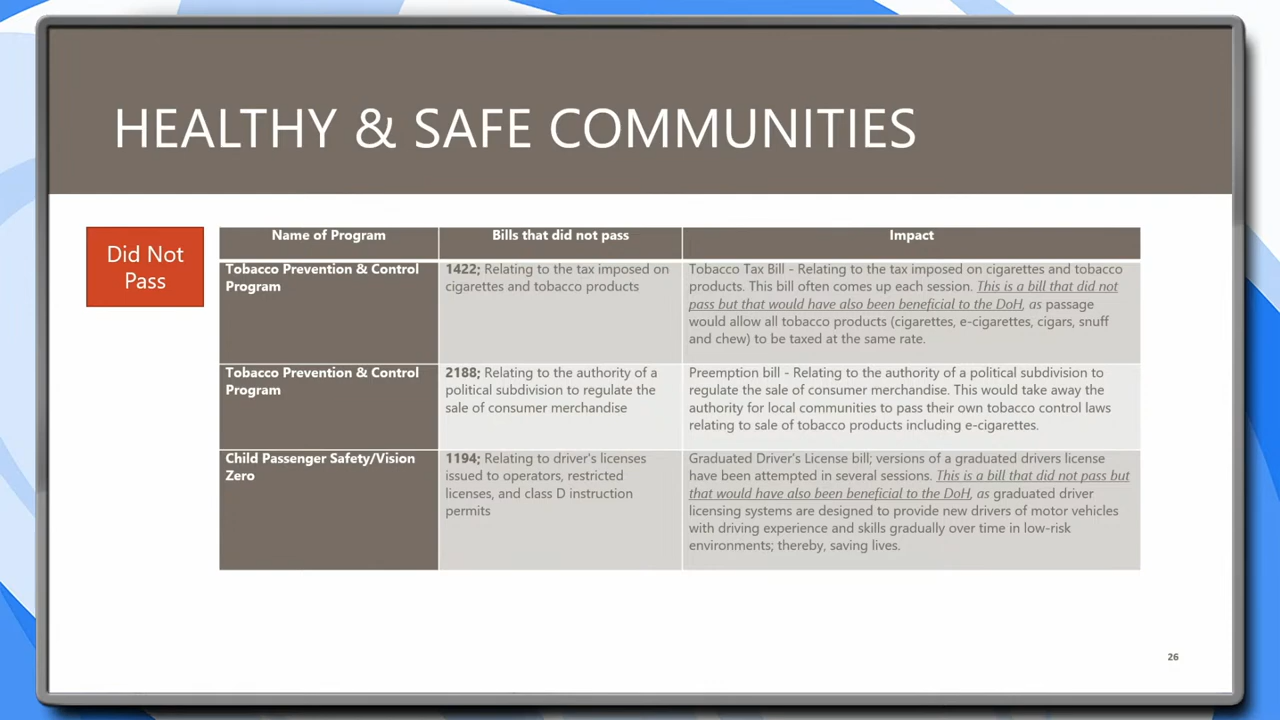 HEALTHY & SAFE COMMUNITIES
Did Not
Pass
Name of Program
Bills that did not pass
Impact
Tobacco Prevention & Control
Program
1422; Relating to the tax imposed on
cigarettes and tobacco products
Tobacco Tax Bill - Relating to the tax imposed on cigarettes and tobacco
products. This bill often comes up each session. This is a bill that did not
pass but that would have also been beneficial to the DoH, as passage
would allow all tobacco products (cigarettes, e-cigarettes, cigars, snuff
and chew) to be taxed at the same rate.
Tobacco Prevention & Control
Program
2188; Relating to the authority of a
political subdivision to regulate the
sale of consumer merchandise
Preemption bill - Relating to the authority of a political subdivision to
regulate the sale of consumer merchandise. This would take away the
authority for local communities to pass their own tobacco control laws
relating to sale of tobacco products including e-cigarettes.
Child Passenger Safety/Vision
Zero
1194; Relating to driver's licenses
issued to operators, restricted
licenses, and class D instruction
permits
Graduated Driver's License bill; versions of a graduated drivers license
have been attempted in several sessions. This is a bill that did not pass but
that would have also been beneficial to the DoH, as graduated driver
licensing systems are designed to provide new drivers of motor vehicles
with driving experience and skills gradually over time in low-risk
environments; thereby, saving lives.
26